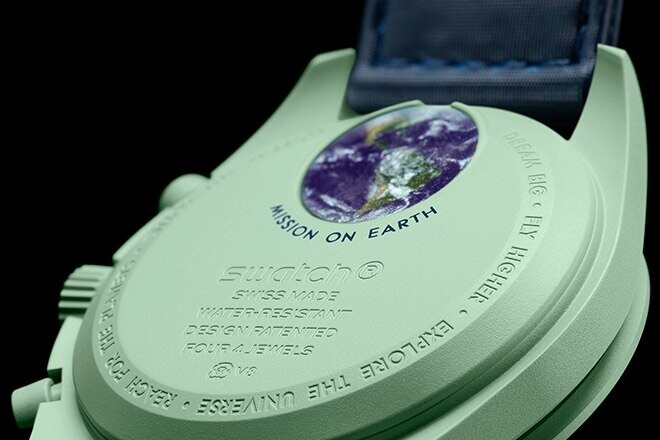 MISSION ON EARTH
swatch®
SWISS MADE
WATER-RESISTANT
DESIGN PATENTED
FOUR 4 JEWELS
V8
DREAM BIG • FLY HIGHER • EXPLORE THE UNIVERSE • REACH FOR THE